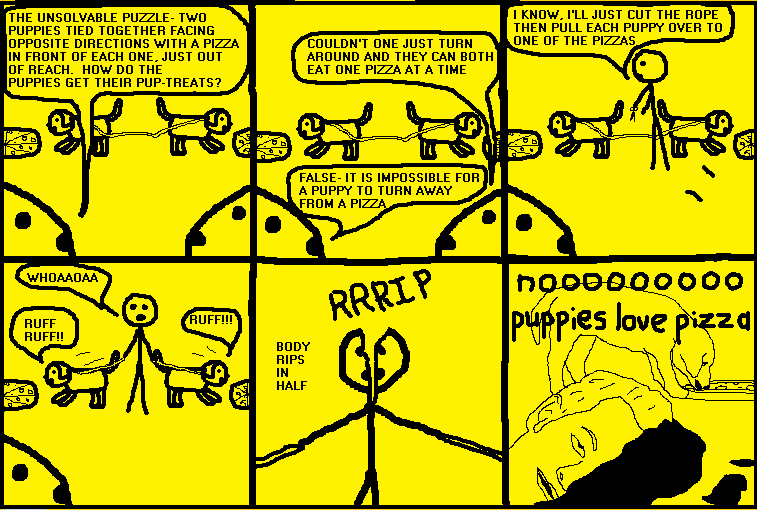 THE UNSOLVABLE PUZZLE- TWO
PUPPIES TIED TOGETHER FACING
OPPOSITE DIRECTIONS WITH A PIZZA
IN FRONT OF EACH ONE, JUST OUT
OF REACH. HOW DO THE
PUPPIES GET THEIR PUP-TREATS?
COULDN'T ONE JUST TURN
AROUND AND THEY CAN BOTH
EAT ONE PIZZA AT A TIME
FALSE- IT IS IMPOSSIBLE FOR
A PUPPY TO TURN AWAY
FROM A PIZZA
I KNOW, I'LL JUST CUT THE ROPE
THEN PULL EACH PUPPY OVER TO
ONE OF THE PIZZAS
WHOAAOAA
RUFF
RUFF!!
RUFF!!!
RRRIP
BODY
RIPS
IN
HALF
noooooooooo
puppies love pizza